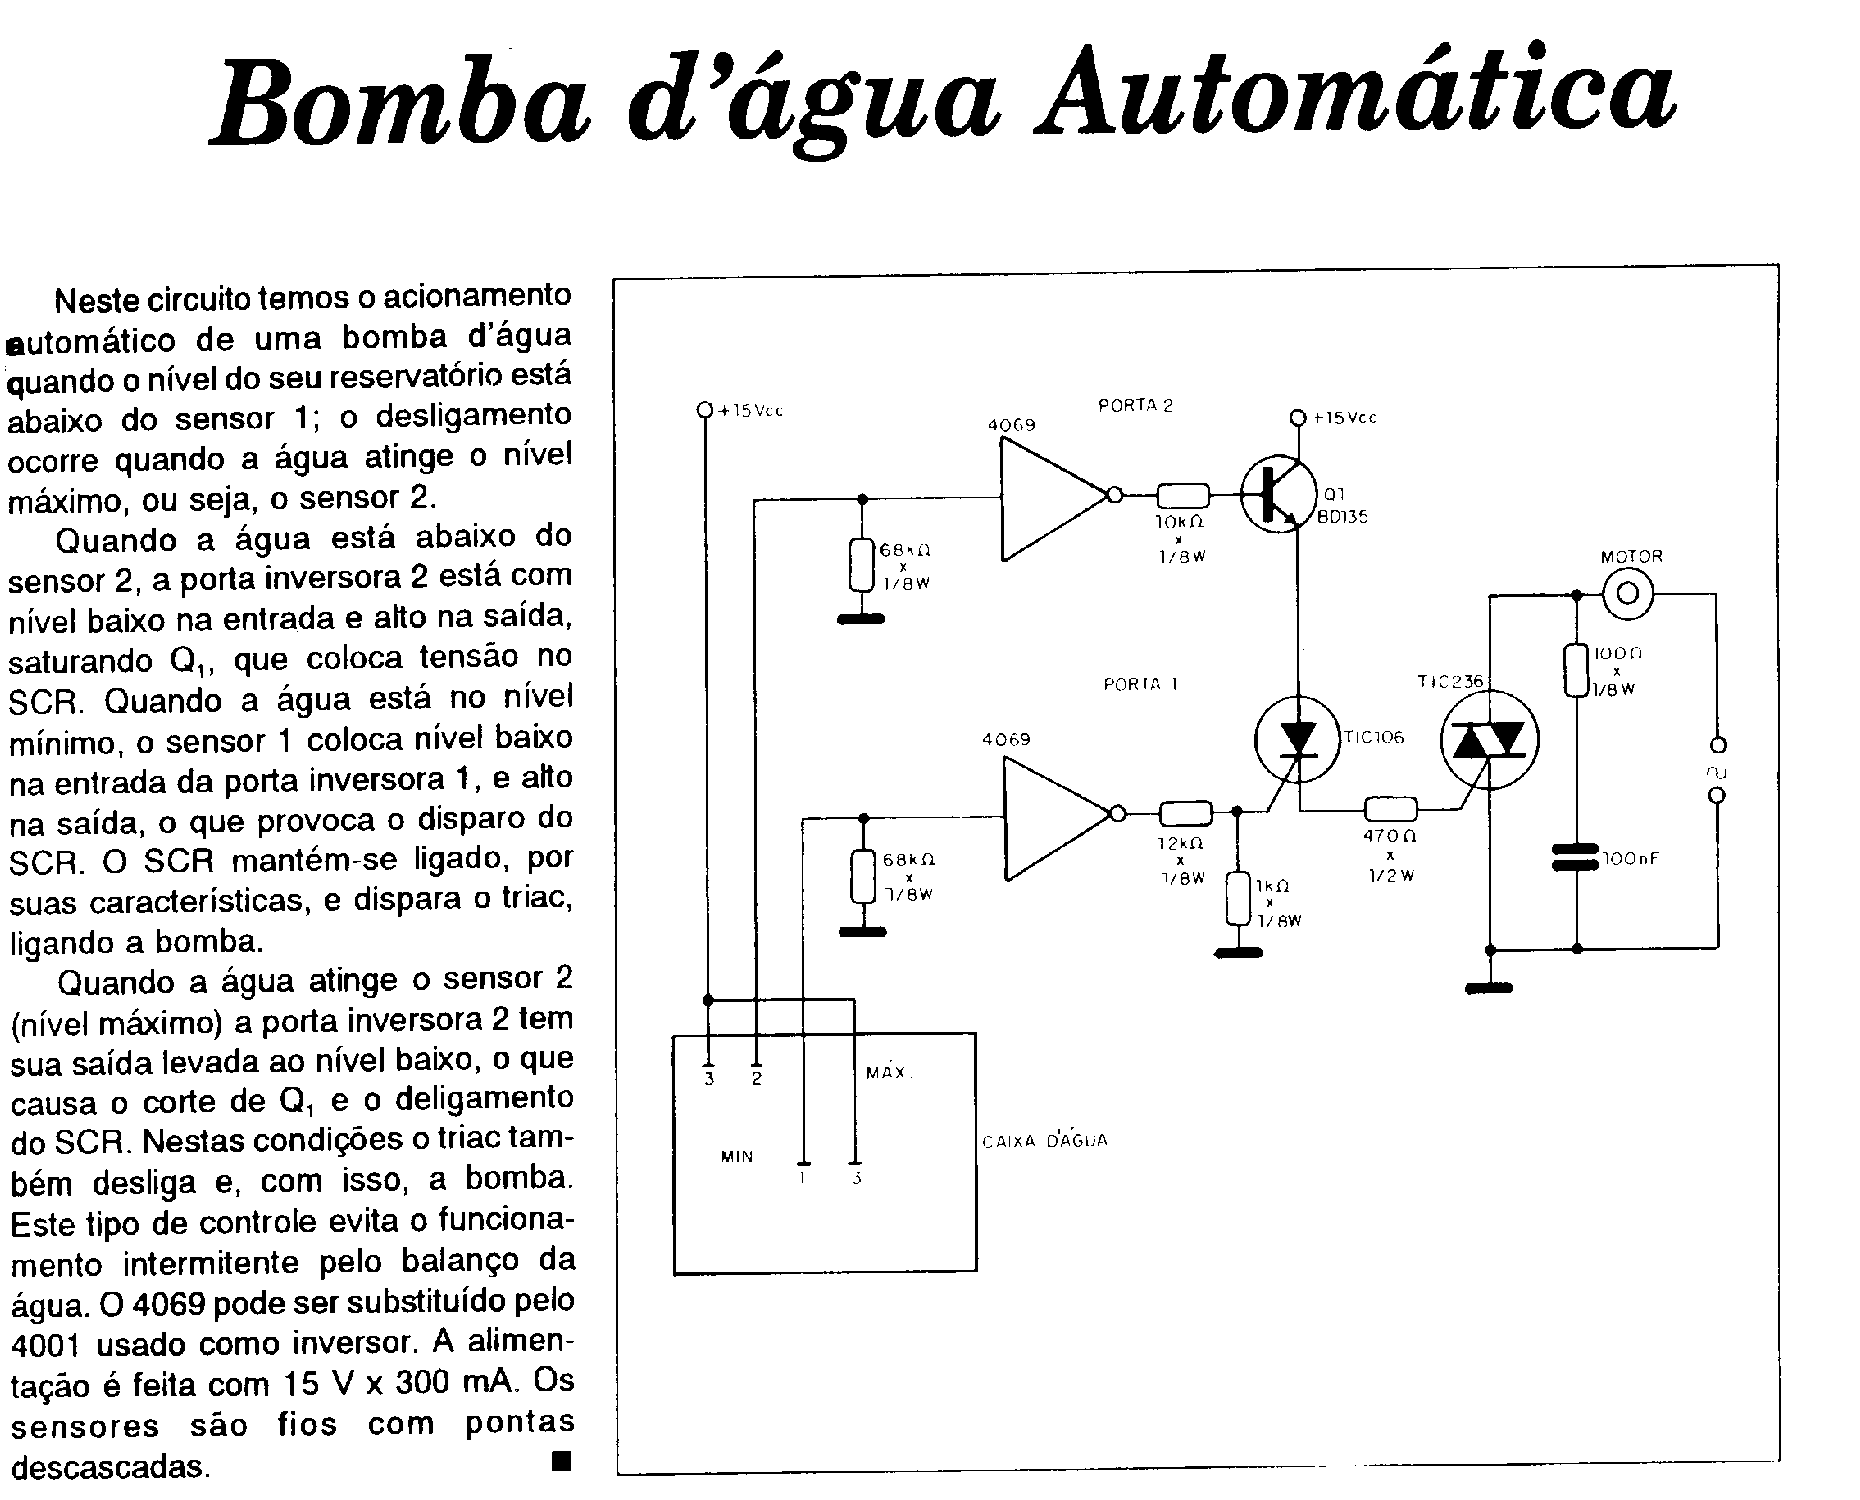 Bomba d'água Automática
Neste circuito temos o acionamento
automático de uma bomba d'água
quando o nível do seu reservatório está
abaixo do sensor 1; o desligamento
ocorre quando a água atinge o nível
máximo, ou seja, o sensor 2.
Quando a água está abaixo do
sensor 2, a porta inversora 2 está com
nível baixo na entrada e alto na saída,
saturando Q₁, que coloca tensão no
SCR. Quando a água está no nível
mínimo, o sensor 1 coloca nível baixo
na entrada da porta inversora 1, e alto
na saída, o que provoca o disparo do
SCR. O SCR mantém-se ligado, por
suas características, e dispara o triac,
ligando a bomba.
Quando a água atinge o sensor 2
(nível máximo) a porta inversora 2 tem
sua saída levada ao nível baixo, o que
causa o corte de Q₁ e o deligamento
do SCR. Nestas condições o triac tam-
bém desliga e, com isso, a bomba.
Este tipo de controle evita o funciona-
mento intermitente pelo balanço da
água. O 4069 pode ser substituído pelo
4001 usado como inversor. A alimen-
tação é feita com 15 V x 300 mA. Os
sensores são fios com pontas
descascadas.
+15Vcc
4069
PORTA 2
+15Vcc
68kΩ
x
1/8W
10kΩ
x
1/8W
Q1
BD135
MOTOR
100Ω
x
1/8W
PORTA 1
TIC236
4069
TIC106
68kΩ
x
1/8W
12kΩ
x
1/8W
1kΩ
x
1/8W
470Ω
x
1/2W
100nF
3
2
MÁX.
MIN
1
3
CAIXA D'ÁGUA